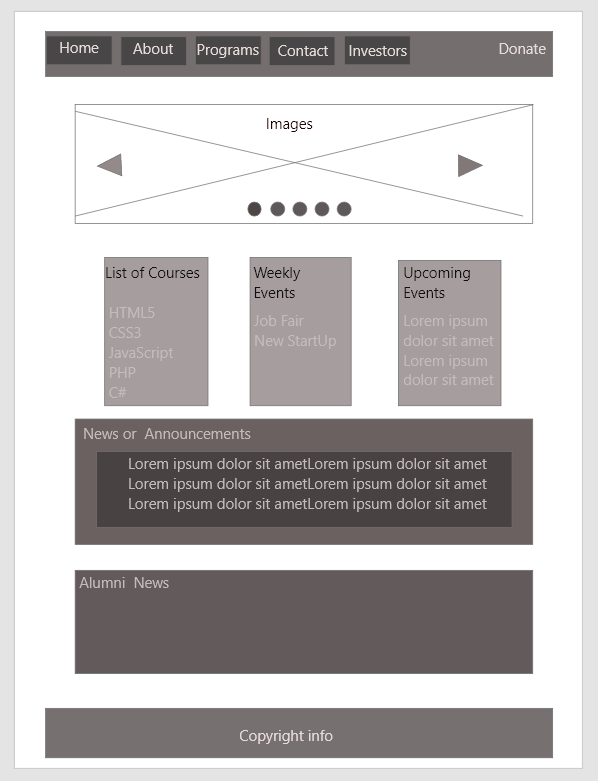 Home About Programs Contact Investors Donate
Images
List of Courses
HTML5
CSS3
JavaScript
PHP
C#
Weekly
Events
Job Fair
New StartUp
Upcoming
Events
Lorem ipsum
dolor sit amet
Lorem ipsum
dolor sit amet
News or Announcements
Lorem ipsum dolor sit ametLorem ipsum dolor sit amet
Lorem ipsum dolor sit ametLorem ipsum dolor sit amet
Lorem ipsum dolor sit ametLorem ipsum dolor sit amet
Alumni News
Copyright info